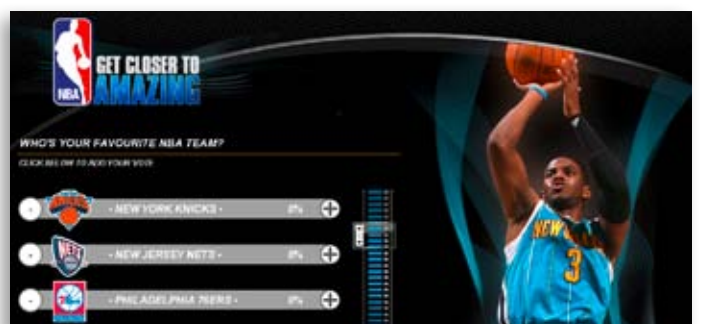 NBA
GET CLOSER TO
AMAZING
WHO'S YOUR FAVOURITE NBA TEAM?
CLICK BELOW TO ADD YOUR VOTE
- NEW YORK KNICKS - 0% +
NETS
- NEW JERSEY NETS - 0% +
- PHILADELPHIA 76ERS - 0% +
NEW
3